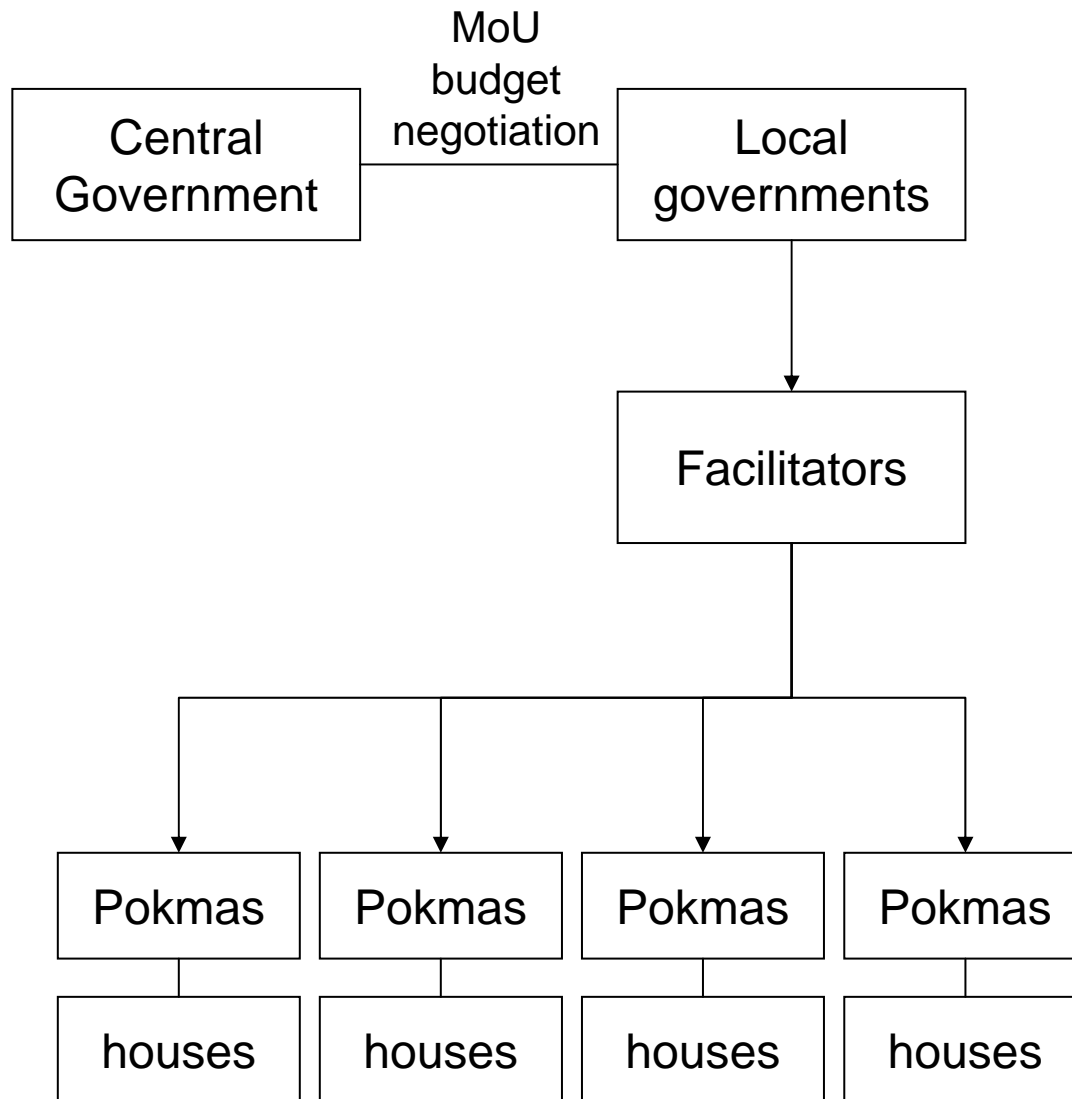 MoU
budget
negotiation
Central
Government
Local
governments
Facilitators
Pokmas
Pokmas
Pokmas
Pokmas
houses
houses
houses
houses